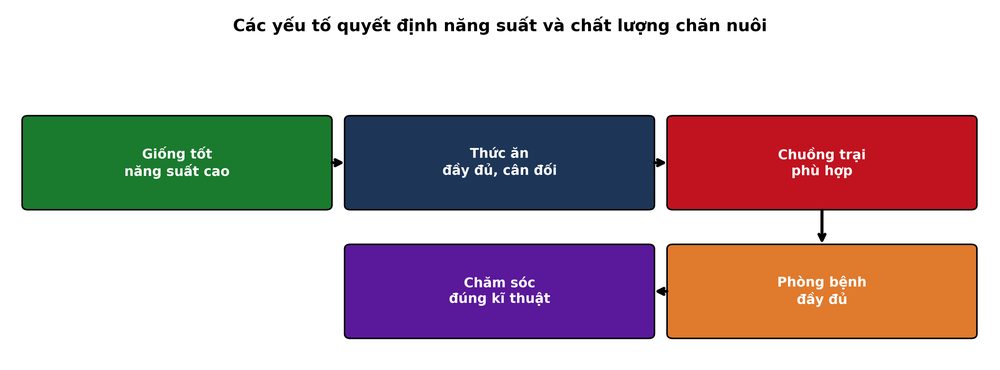 Các yếu tố quyết định năng suất và chất lượng chăn nuôi
Giống tốt
năng suất cao
Thức ăn
đầy đủ, cân đối
Chuồng trại
phù hợp
Phòng bệnh
đầy đủ
Chăm sóc
đúng kĩ thuật